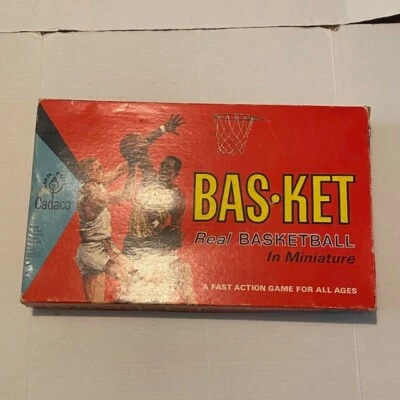 Cadaco
BAS•KET
Real BASKETBALL
In Miniature
A FAST ACTION GAME FOR ALL AGES